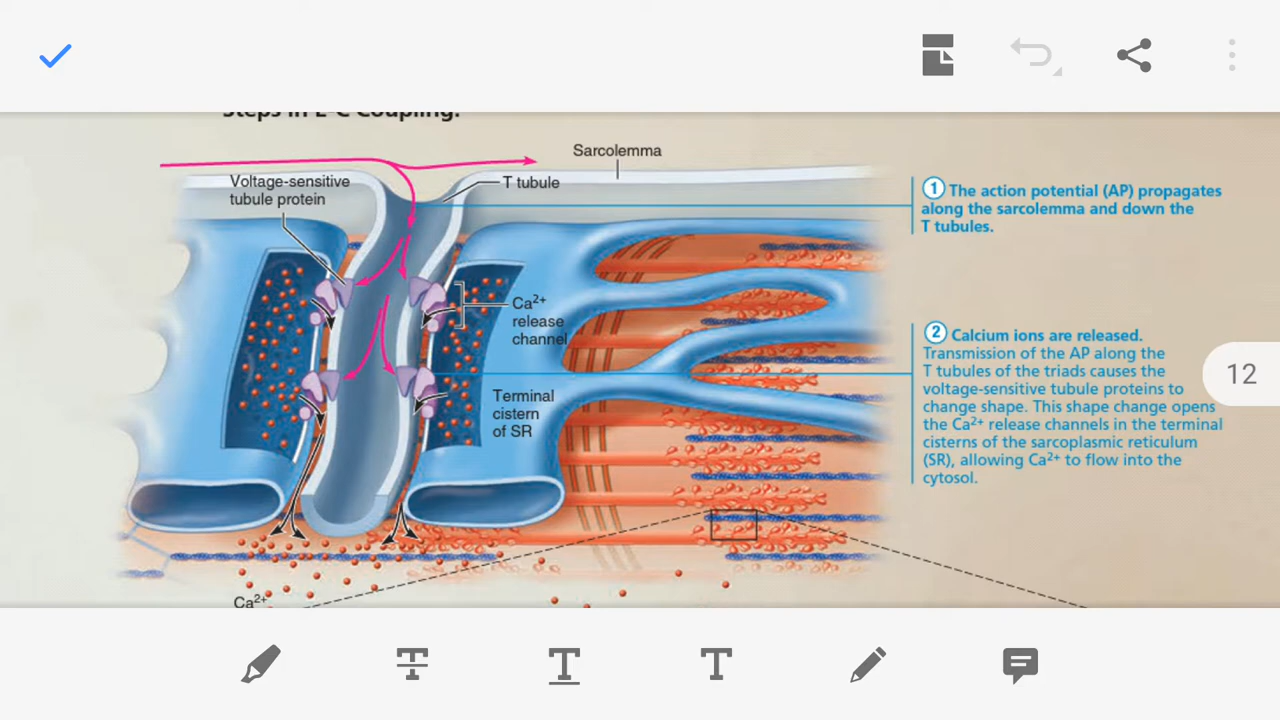 Steps in E-C Coupling.
Sarcolemma
Voltage-sensitive
tubule protein
T tubule
1 The action potential (AP) propagates
along the sarcolemma and down the
T tubules.
Ca2+
release
channel
2 Calcium ions are released.
Transmission of the AP along the
T tubules of the triads causes the
voltage-sensitive tubule proteins to
change shape. This shape change opens
the Ca2+ release channels in the terminal
cisterns of the sarcoplasmic reticulum
(SR), allowing Ca2+ to flow into the
cytosol.
12
Terminal
cistern
of SR
Ca2+